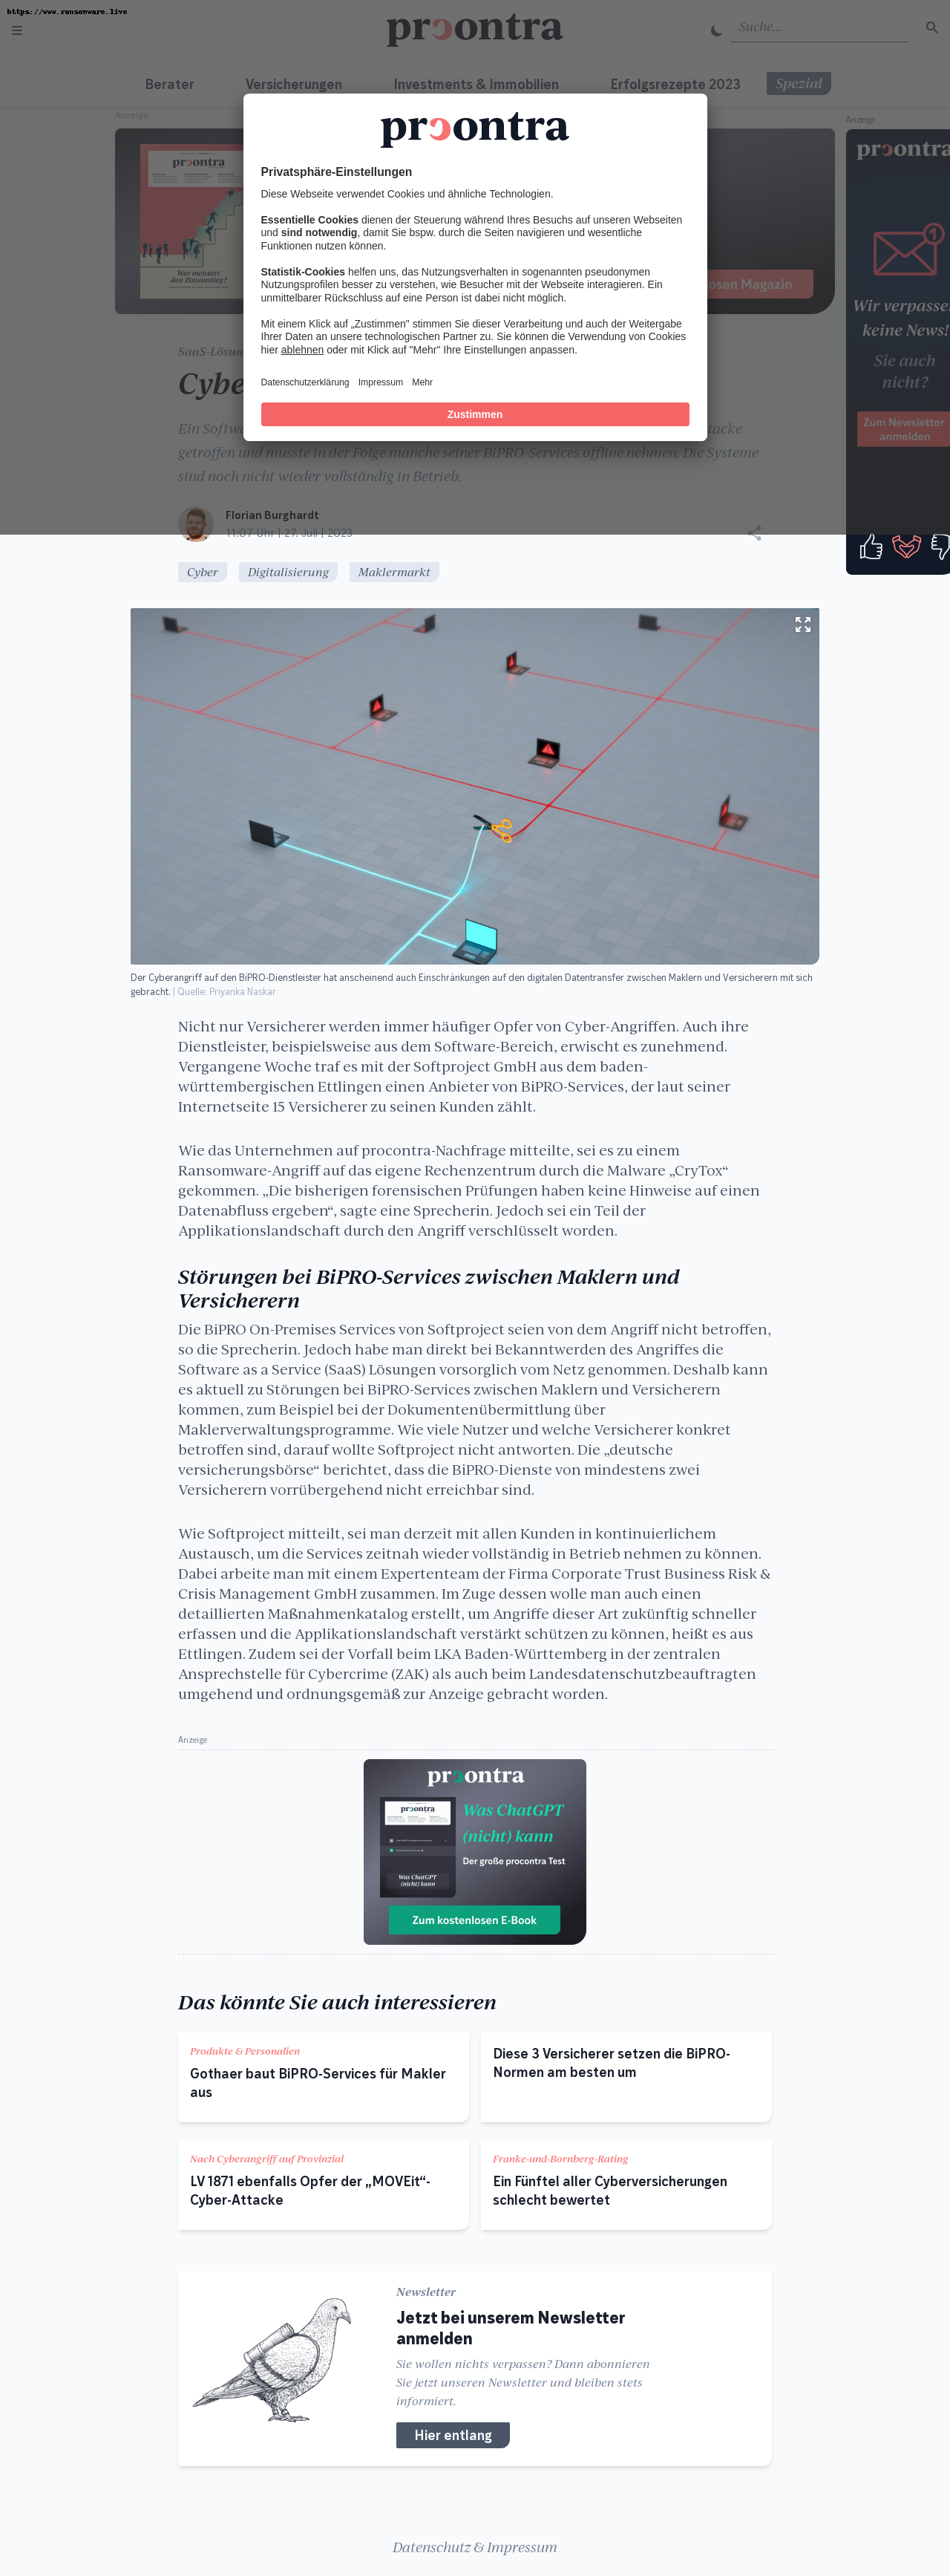 https://www.ransomware.live
procontra
Suche...
Berater
Versicherungen
Investments & Immobilien
Erfolgsrezepte 2023
Spezial
Anzeige
Anzeige
procontra
Wer meistert
den Zinsanstieg?
losen Magazin
procontra
Wir verpassen
keine News!
Sie auch
nicht?
Zum Newsletter
anmelden
procontra
Privatsphäre-Einstellungen
Diese Webseite verwendet Cookies und ähnliche Technologien.
Essentielle Cookies dienen der Steuerung während Ihres Besuchs auf unseren Webseiten
und sind notwendig, damit Sie bspw. durch die Seiten navigieren und wesentliche
Funktionen nutzen können.
Statistik-Cookies helfen uns, das Nutzungsverhalten in sogenannten pseudonymen
Nutzungsprofilen besser zu verstehen, wie Besucher mit der Webseite interagieren. Ein
unmittelbarer Rückschluss auf eine Person ist dabei nicht möglich.
Mit einem Klick auf „Zustimmen" stimmen Sie dieser Verarbeitung und auch der Weitergabe
Ihrer Daten an unsere technologischen Partner zu. Sie können die Verwendung von Cookies
hier ablehnen oder mit Klick auf "Mehr" Ihre Einstellungen anpassen.
Datenschutzerklärung Impressum Mehr
Zustimmen
SaaS-Lösun
Cybe
Ein Softwa
tacke
getroffen und musste in der Folge manche seiner BiPRO-Services offline nehmen. Die Systeme
sind noch nicht wieder vollständig in Betrieb.
Florian Burghardt
11:07 Uhr | 27. Juli | 2023
Cyber
Digitalisierung
Maklermarkt
Der Cyberangriff auf den BiPRO-Dienstleister hat anscheinend auch Einschränkungen auf den digitalen Datentransfer zwischen Maklern und Versicherern mit sich
gebracht. | Quelle: Priyanka Naskar
Nicht nur Versicherer werden immer häufiger Opfer von Cyber-Angriffen. Auch ihre
Dienstleister, beispielsweise aus dem Software-Bereich, erwischt es zunehmend.
Vergangene Woche traf es mit der Softproject GmbH aus dem baden-
württembergischen Ettlingen einen Anbieter von BiPRO-Services, der laut seiner
Internetseite 15 Versicherer zu seinen Kunden zählt.
Wie das Unternehmen auf procontra-Nachfrage mitteilte, sei es zu einem
Ransomware-Angriff auf das eigene Rechenzentrum durch die Malware „CryTox“
gekommen. „Die bisherigen forensischen Prüfungen haben keine Hinweise auf einen
Datenabfluss ergeben“, sagte eine Sprecherin. Jedoch sei ein Teil der
Applikationslandschaft durch den Angriff verschlüsselt worden.
Störungen bei BiPRO-Services zwischen Maklern und
Versicherern
Die BiPRO On-Premises Services von Softproject seien von dem Angriff nicht betroffen,
so die Sprecherin. Jedoch habe man direkt bei Bekanntwerden des Angriffes die
Software as a Service (SaaS) Lösungen vorsorglich vom Netz genommen. Deshalb kann
es aktuell zu Störungen bei BiPRO-Services zwischen Maklern und Versicherern
kommen, zum Beispiel bei der Dokumentenübermittlung über
Maklerverwaltungsprogramme. Wie viele Nutzer und welche Versicherer konkret
betroffen sind, darauf wollte Softproject nicht antworten. Die „deutsche
versicherungsbörse“ berichtet, dass die BiPRO-Dienste von mindestens zwei
Versicherern vorrübergehend nicht erreichbar sind.
Wie Softproject mitteilt, sei man derzeit mit allen Kunden in kontinuierlichem
Austausch, um die Services zeitnah wieder vollständig in Betrieb nehmen zu können.
Dabei arbeite man mit einem Expertenteam der Firma Corporate Trust Business Risk &
Crisis Management GmbH zusammen. Im Zuge dessen wolle man auch einen
detaillierten Maßnahmenkatalog erstellt, um Angriffe dieser Art zukünftig schneller
erfassen und die Applikationslandschaft verstärkt schützen zu können, heißt es aus
Ettlingen. Zudem sei der Vorfall beim LKA Baden-Württemberg in der zentralen
Ansprechstelle für Cybercrime (ZAK) als auch beim Landesdatenschutzbeauftragten
umgehend und ordnungsgemäß zur Anzeige gebracht worden.
Anzeige
procontra
procontra
Was ChatGPT
(nicht) kann
Was ChatGPT
(nicht) kann
Der große procontra Test
Zum kostenlosen E-Book
Das könnte Sie auch interessieren
Produkte & Personalien
Gothaer baut BiPRO-Services für Makler
aus
Diese 3 Versicherer setzen die BiPRO-
Normen am besten um
Nach Cyberangriff auf Provinzial
LV 1871 ebenfalls Opfer der „MOVEit“-
Cyber-Attacke
Franke-und-Bornberg-Rating
Ein Fünftel aller Cyberversicherungen
schlecht bewertet
Newsletter
Jetzt bei unserem Newsletter
anmelden
Sie wollen nichts verpassen? Dann abonnieren
Sie jetzt unseren Newsletter und bleiben stets
informiert.
Hier entlang
Datenschutz & Impressum